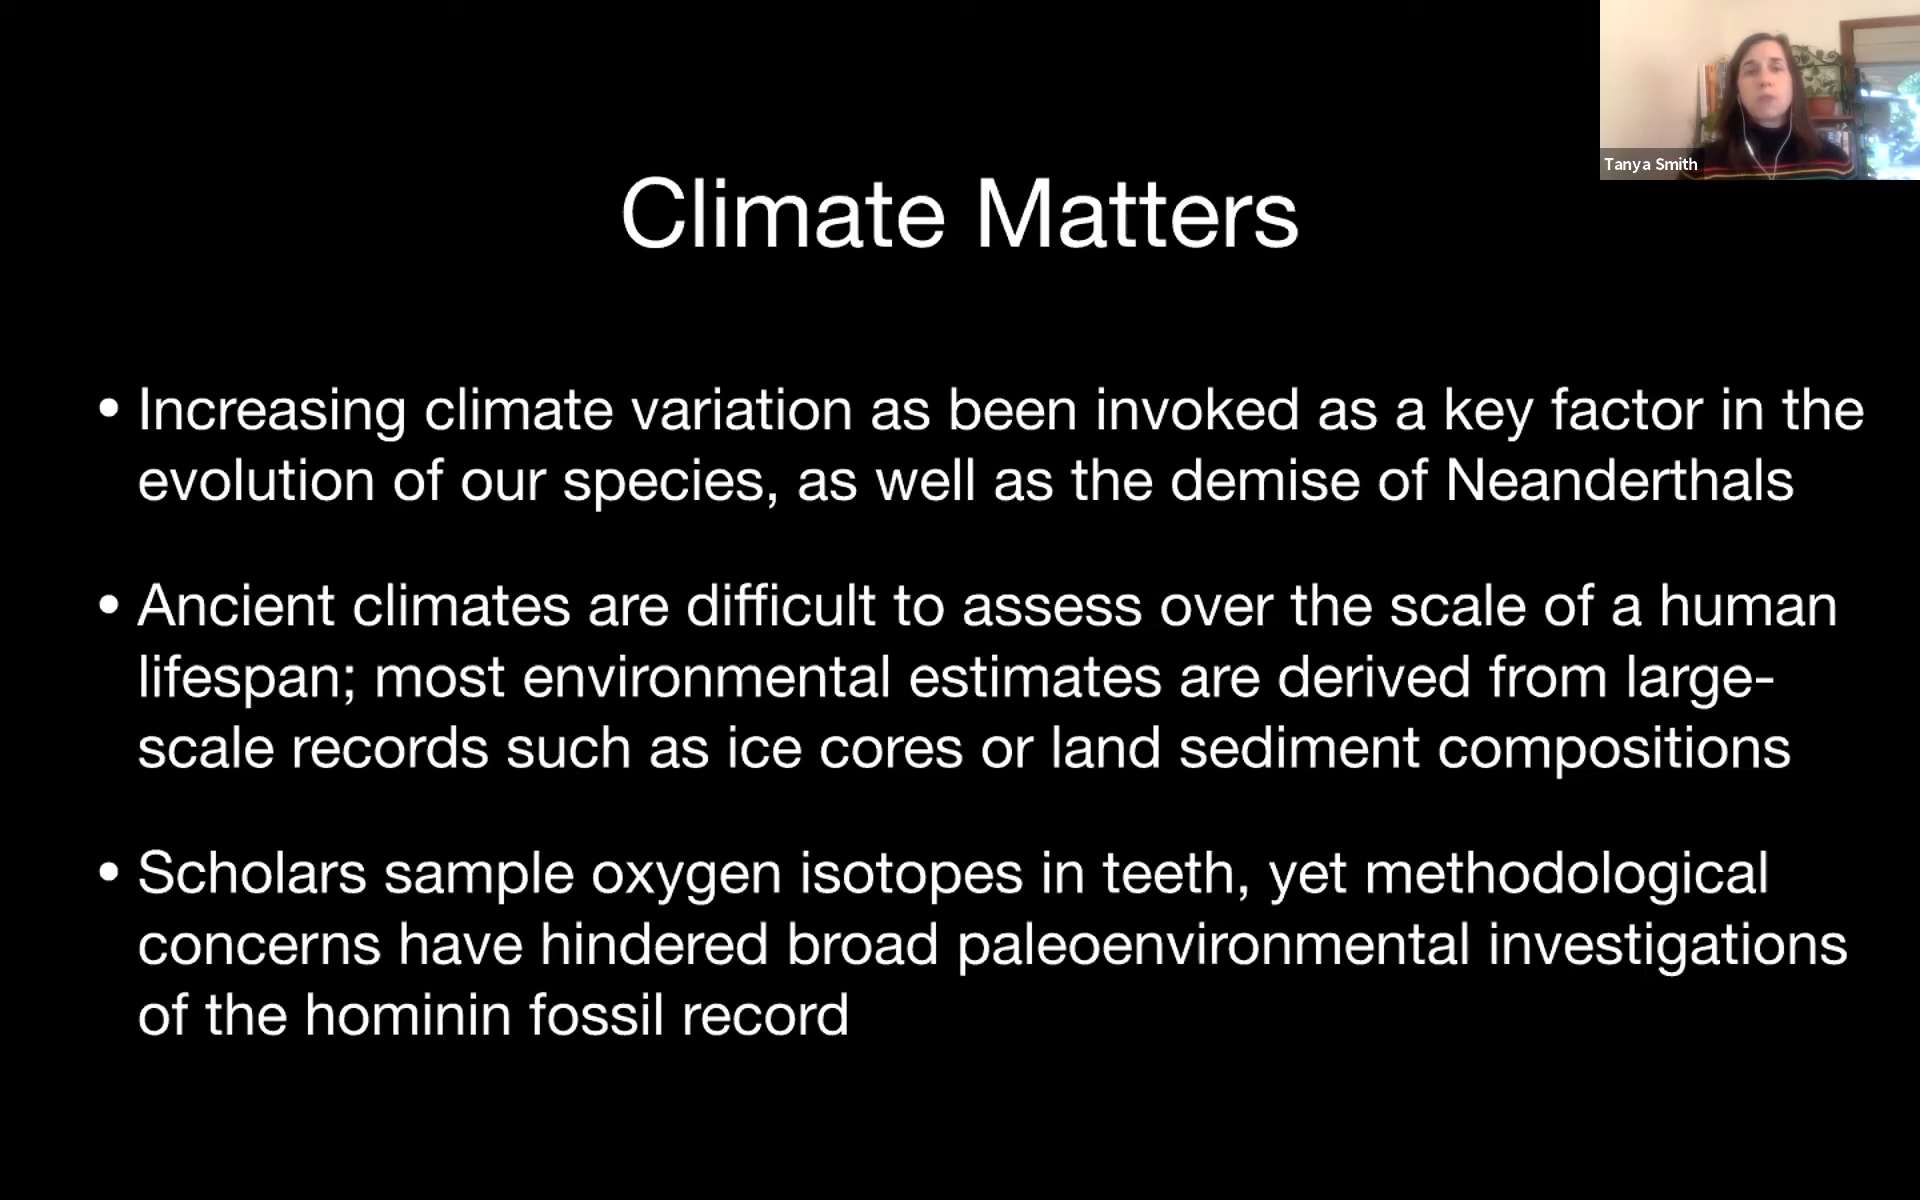 Tanya Smith
Climate Matters
• Increasing climate variation as been invoked as a key factor in the
evolution of our species, as well as the demise of Neanderthals
• Ancient climates are difficult to assess over the scale of a human
lifespan; most environmental estimates are derived from large-
scale records such as ice cores or land sediment compositions
• Scholars sample oxygen isotopes in teeth, yet methodological
concerns have hindered broad paleoenvironmental investigations
of the hominin fossil record